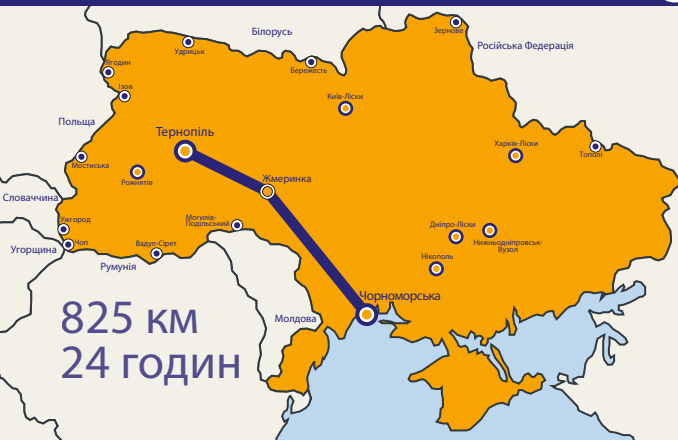 Білорусь
Зернове
Російська Федерація
Удрицьк
Бережесть
Ягодин
Ізов
Київ-Ліски
Польща
Тернопіль
Харків-Ліски
Тополі
Мостиська
Рожнятів
Жмеринка
Словаччина
Ужгород
Могилів-
Подільський
Дніпро-Ліски
Нижньодніпровськ-
Вузол
Чоп
Вадул-Сірет
Угорщина
Румунія
Нікополь
Чорноморська
Молдова
825 км
24 годин